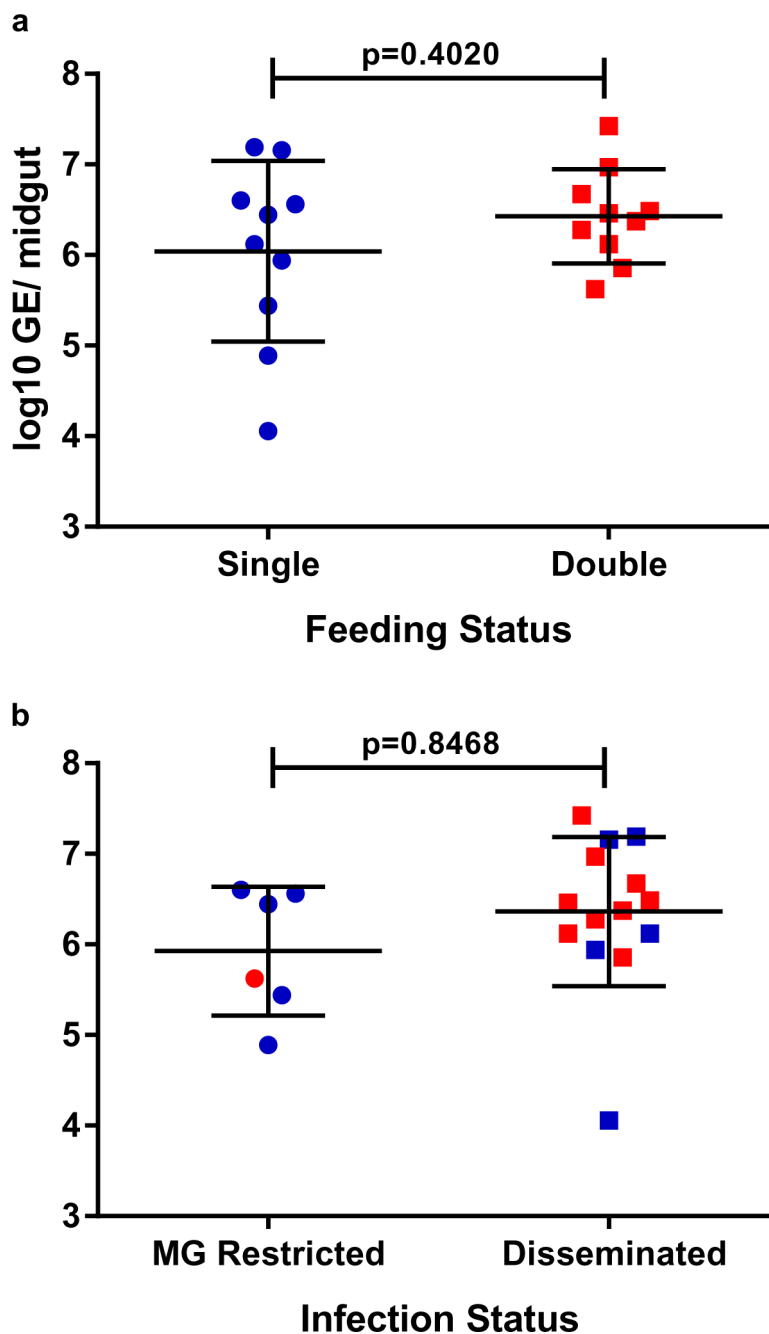 a
p=0.4020
8
7
6
5
4
3
log10 GE/ midgut
Single Double
Feeding Status
b
p=0.8468
8
7
6
5
4
3
MG Restricted Disseminated
Infection Status